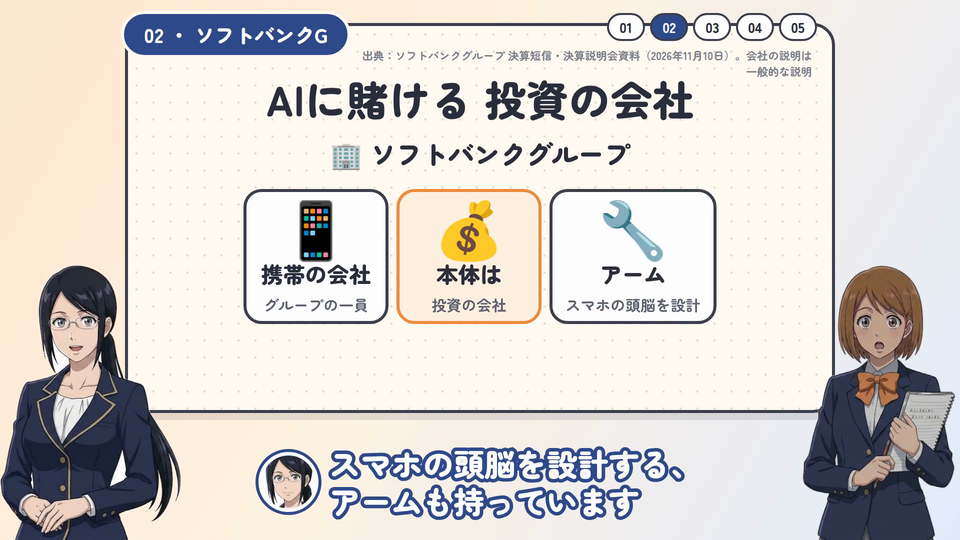 02 ・ ソフトバンクG
01 02 03 04 05
出典：ソフトバンクグループ 決算短信・決算説明会資料（2026年11月10日）。会社の説明は
一般的な説明
AIに賭ける 投資の会社
ソフトバンクグループ
携帯の会社
グループの一員
本体は
投資の会社
アーム
スマホの頭脳を設計
スマホの頭脳を設計する、
アームも持っています